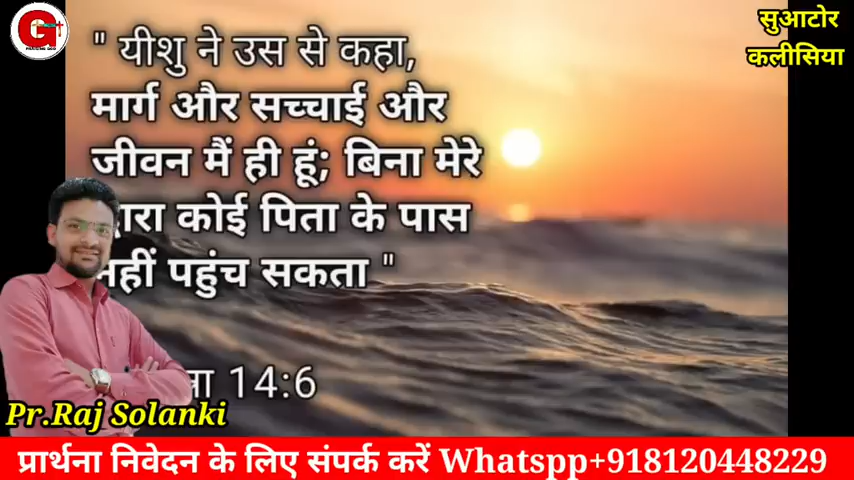 G
सुआटोर
कलीसिया
" यीशु ने उस से कहा,
मार्ग और सच्चाई और
जीवन मैं ही हूं; बिना मेरे
कोई पिता के पास
नहीं पहुंच सकता "
14:6
Pr.Raj Solanki
प्रार्थना निवेदन के लिए संपर्क करें Whatspp+918120448229